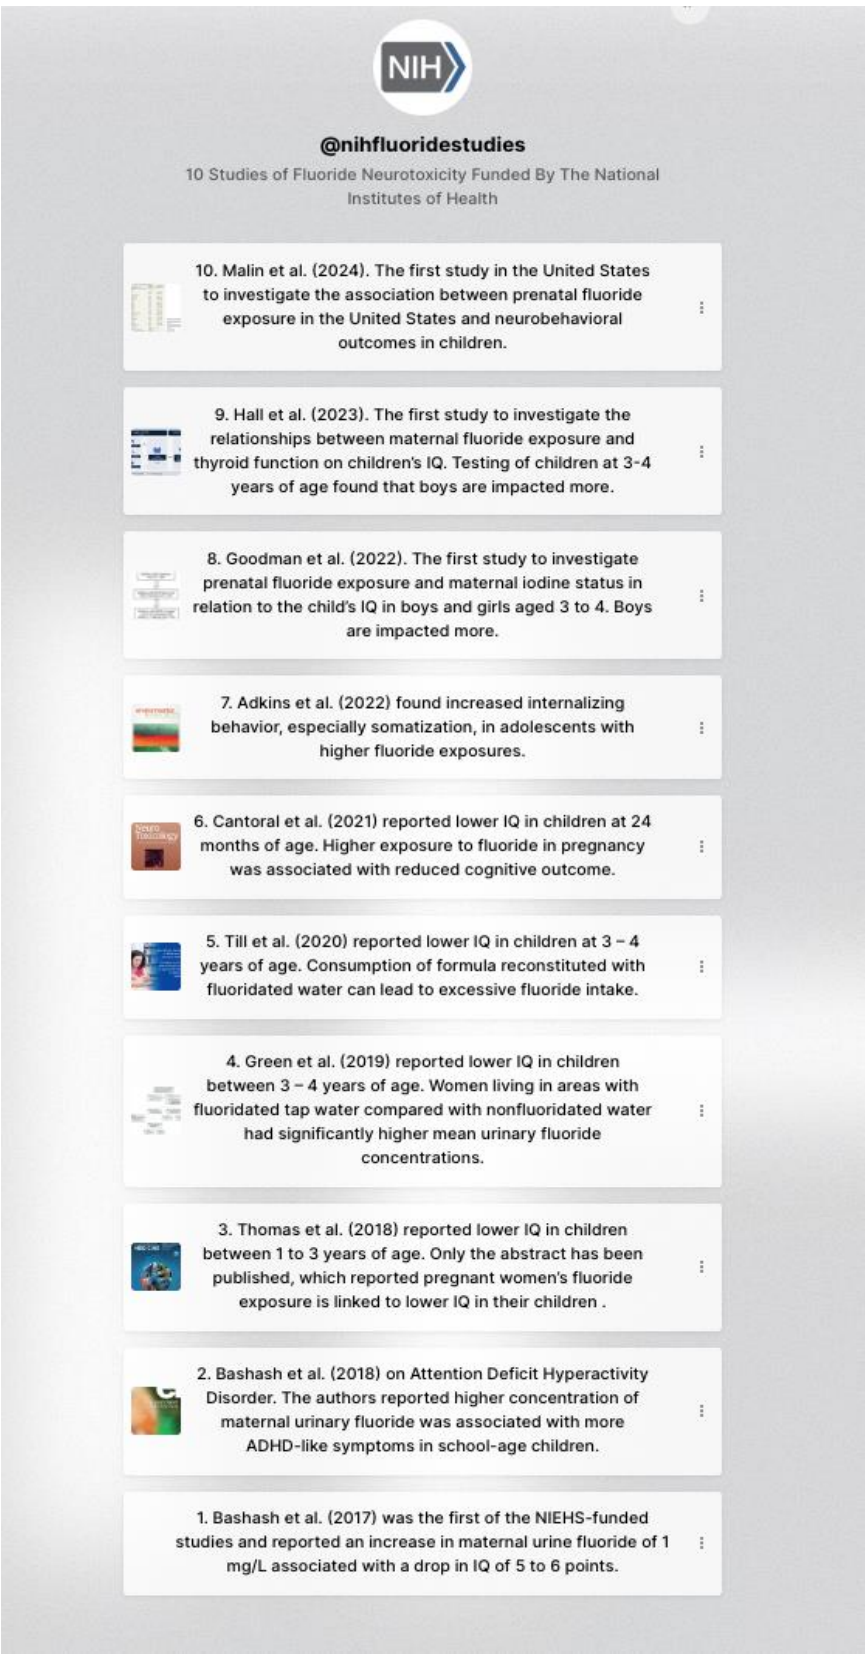 NIH
@nihfluoridestudies
10 Studies of Fluoride Neurotoxicity Funded By The National
Institutes of Health
10. Malin et al. (2024). The first study in the United States
to investigate the association between prenatal fluoride
exposure in the United States and neurobehavioral
outcomes in children.
9. Hall et al. (2023). The first study to investigate the
relationships between maternal fluoride exposure and
thyroid function on children's IQ. Testing of children at 3-4
years of age found that boys are impacted more.
8. Goodman et al. (2022). The first study to investigate
prenatal fluoride exposure and maternal iodine status in
relation to the child's IQ in boys and girls aged 3 to 4. Boys
are impacted more.
7. Adkins et al. (2022) found increased internalizing
behavior, especially somatization, in adolescents with
higher fluoride exposures.
Neuro
Toxicology
6. Cantoral et al. (2021) reported lower IQ in children at 24
months of age. Higher exposure to fluoride in pregnancy
was associated with reduced cognitive outcome.
5. Till et al. (2020) reported lower IQ in children at 3 – 4
years of age. Consumption of formula reconstituted with
fluoridated water can lead to excessive fluoride intake.
4. Green et al. (2019) reported lower IQ in children
between 3 – 4 years of age. Women living in areas with
fluoridated tap water compared with nonfluoridated water
had significantly higher mean urinary fluoride
concentrations.
3. Thomas et al. (2018) reported lower IQ in children
between 1 to 3 years of age. Only the abstract has been
published, which reported pregnant women's fluoride
exposure is linked to lower IQ in their children .
2. Bashash et al. (2018) on Attention Deficit Hyperactivity
Disorder. The authors reported higher concentration of
maternal urinary fluoride was associated with more
ADHD-like symptoms in school-age children.
1. Bashash et al. (2017) was the first of the NIEHS-funded
studies and reported an increase in maternal urine fluoride of 1
mg/L associated with a drop in IQ of 5 to 6 points.